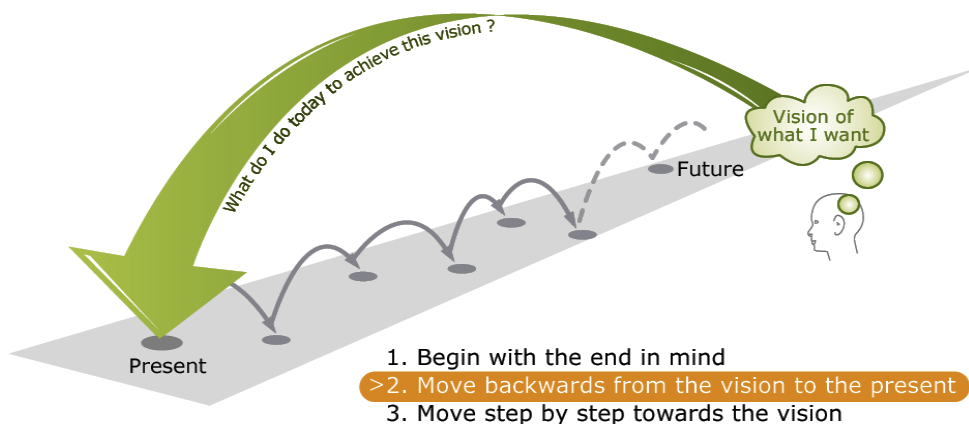 What do I do today to achieve this vision ?
Vision of
what I want
Future
Present
1. Begin with the end in mind
>2. Move backwards from the vision to the present
3. Move step by step towards the vision